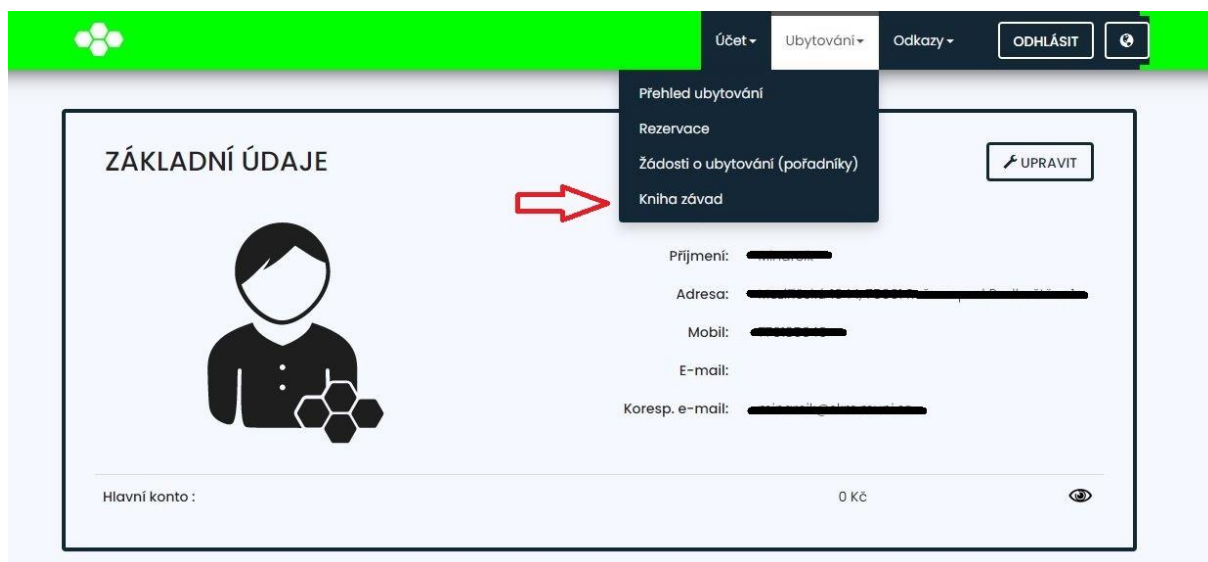 Účet Ubytování Odkazy ODHLÁSIT
Přehled ubytování
Rezervace
Žádosti o ubytování (pořadníky)
Kniha závad
ZÁKLADNÍ ÚDAJE
UPRAVIT
Příjmení:
Adresa:
Mobil:
E-mail:
Koresp. e-mail:
Hlavní konto : 0 Kč